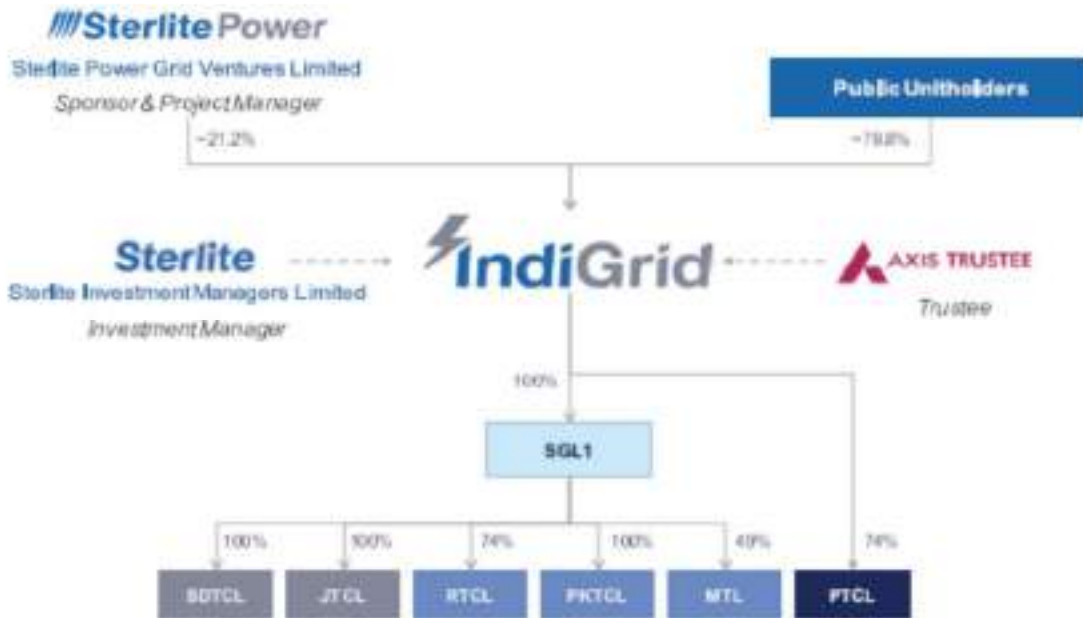 Sterlite Power
Sterlite Power Grid Ventures Limited
Sponsor & Project Manager
Public Unitholders
~21.2%
~78.8%
Sterlite
Sterlite Investment Managers Limited
Investment Manager
IndiGrid
AXIS TRUSTEE
Trustee
100%
SGL1
100%
100%
74%
100%
49%
74%
BDTCL
JTCL
RTCL
PKTCL
MTL
PTCL